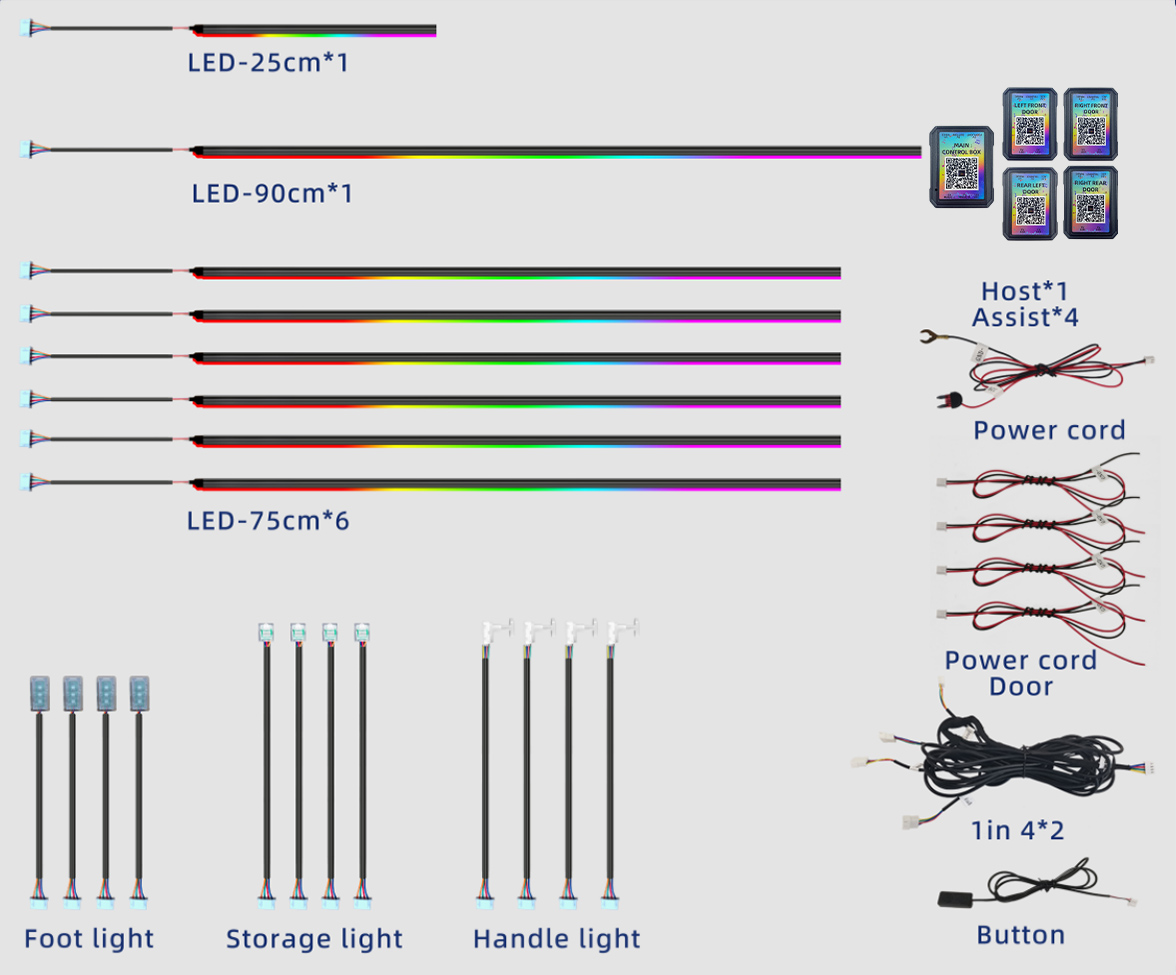 LED-25cm*1
LED-90cm*1
MAIN
CONTROL BOX
LEFT FRONT
DOOR
RIGHT FRONT
DOOR
REAR LEFT
DOOR
RIGHT REAR
DOOR
Host*1
Assist*4
Power cord
LED-75cm*6
Power cord
Door
1in 4*2
Button
Foot light
Storage light
Handle light